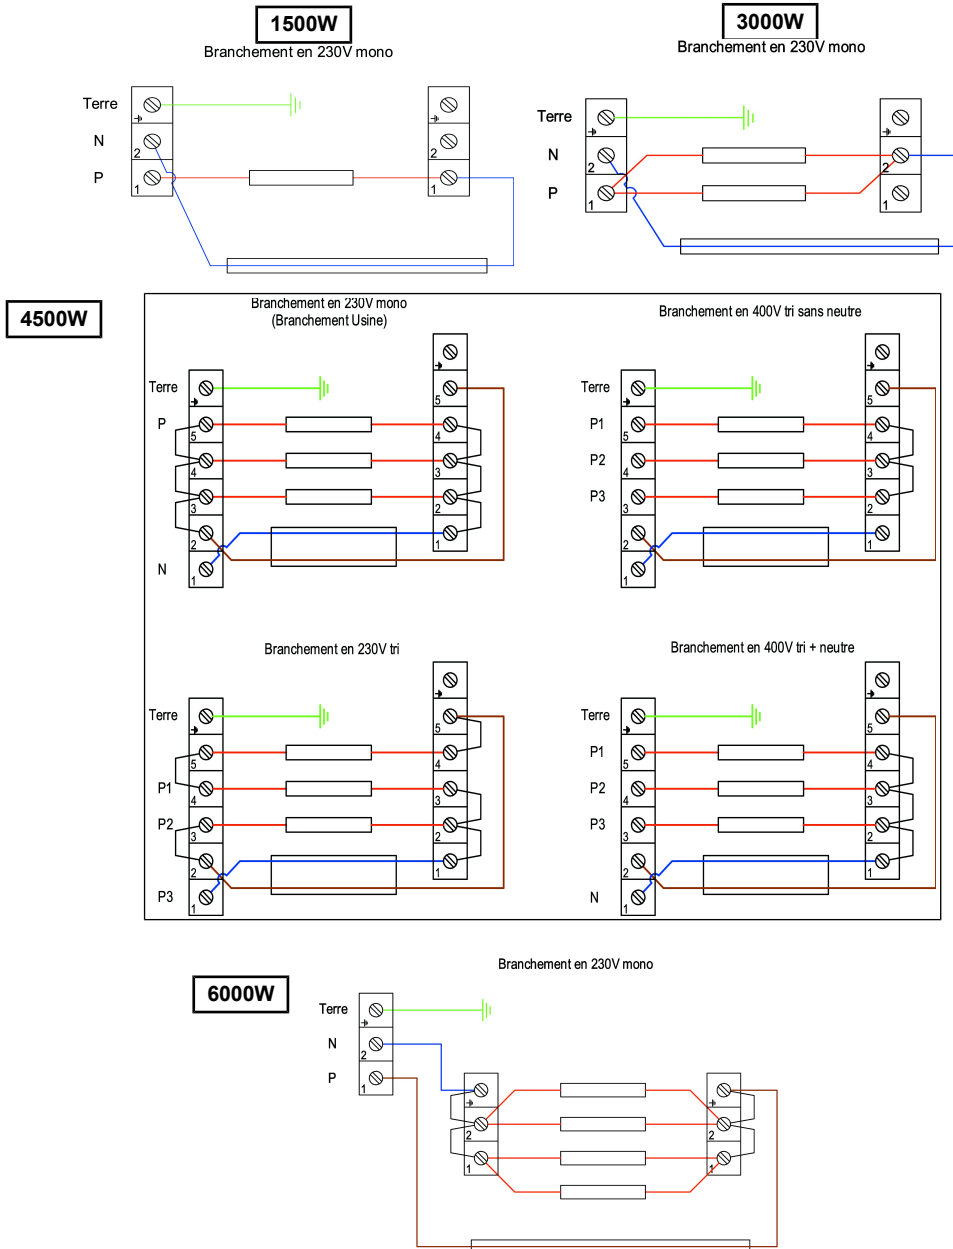 1500W
Branchement en 230V mono
Terre
N
2
2
P
1
1
3000W
Branchement en 230V mono
Terre
N
2
2
P
1
1
4500W
Branchement en 230V mono
(Branchement Usine)
Terre
5
P
5
4
4
3
3
2
2
1
N
1
Branchement en 400V tri sans neutre
Terre
5
P1
5
4
P2
4
3
P3
3
2
2
1
1
Branchement en 230V tri
Terre
5
5
4
P1
4
3
P2
3
2
2
1
P3
1
Branchement en 400V tri + neutre
Terre
5
P1
5
4
P2
4
3
P3
3
2
2
1
N
1
6000W
Branchement en 230V mono
Terre
N
2
P
1
2
2
1
1